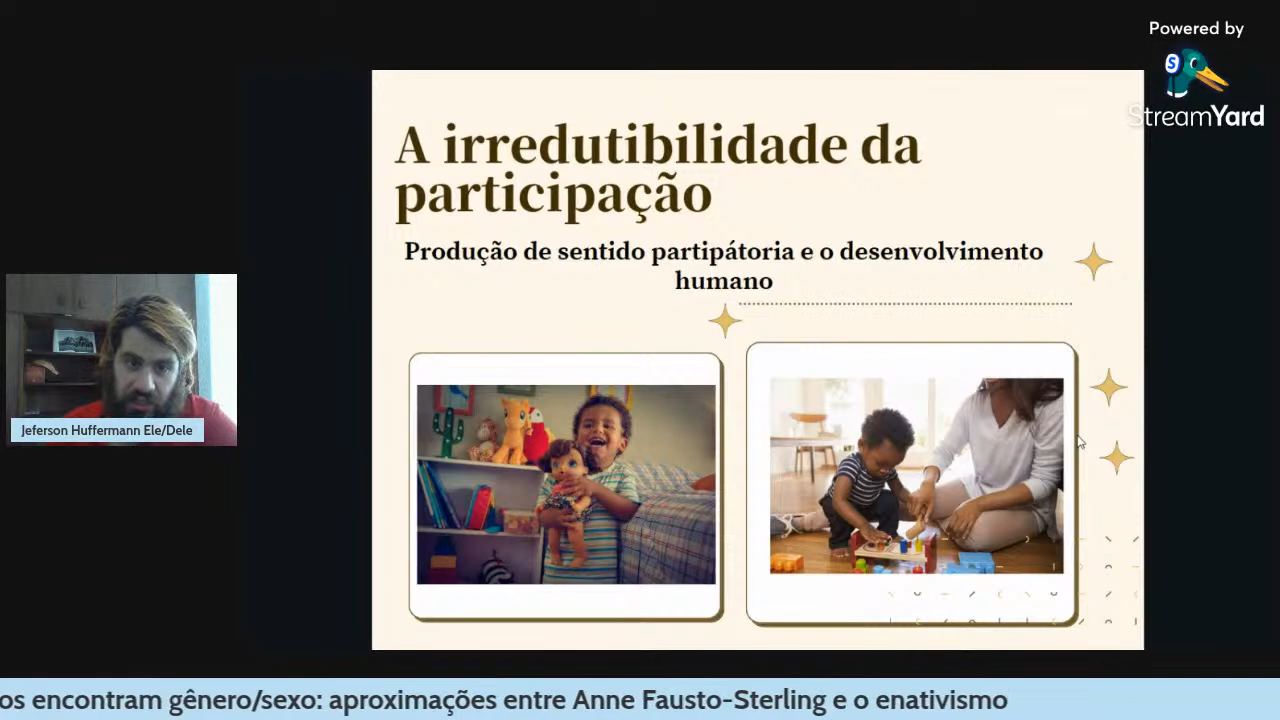 Powered by
StreamYard
A irredutibilidade da
participação
Produção de sentido partipátoria e o desenvolvimento
humano
Jeferson Huffermann Ele/Dele
os encontram gênero/sexo: aproximações entre Anne Fausto-Sterling e o enativismo